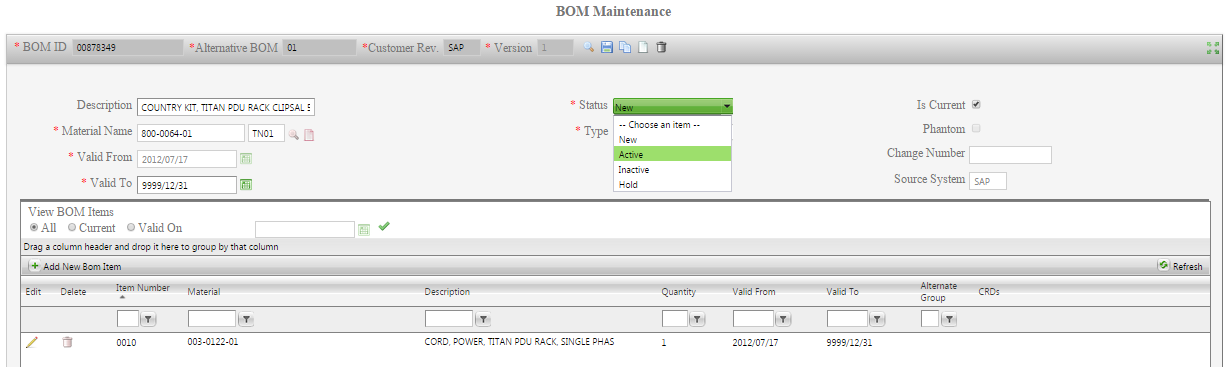 BOM Maintenance
* BOM ID 00878349 *Alternative BOM 01 *Customer Rev. SAP * Version 1
Description COUNTRY KIT, TITAN PDU RACK CLIPSAL * Status New Is Current
* Material Name 800-0064-01 TN01 * Type -- Choose an item -- Phantom
New
* Valid From 2012/07/17 Active Change Number
Inactive
* Valid To 9999/12/31 Hold Source System SAP
View BOM Items
All Current Valid On
Drag a column header and drop it here to group by that column
Add New Bom Item Refresh
Edit Delete Item Number Material Description Quantity Valid From Valid To Alternate Group CRDs
0010 003-0122-01 CORD, POWER, TITAN PDU RACK, SINGLE PHAS 1 2012/07/17 9999/12/31